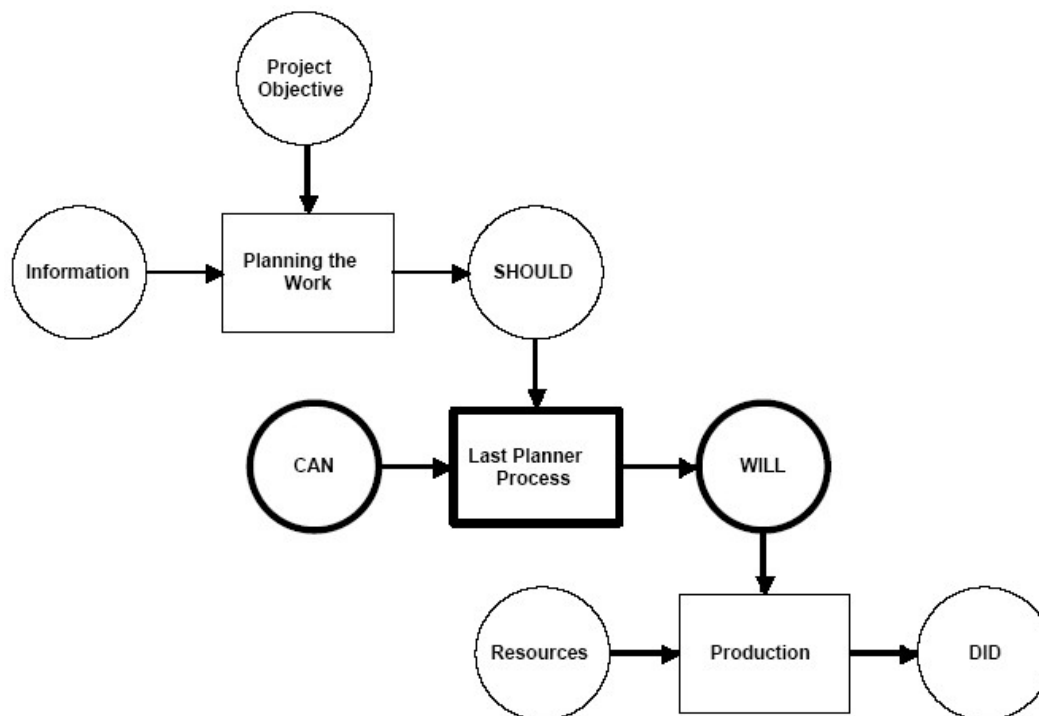 Project
Objective
Information
Planning the
Work
SHOULD
CAN
Last Planner
Process
WILL
Resources
Production
DID